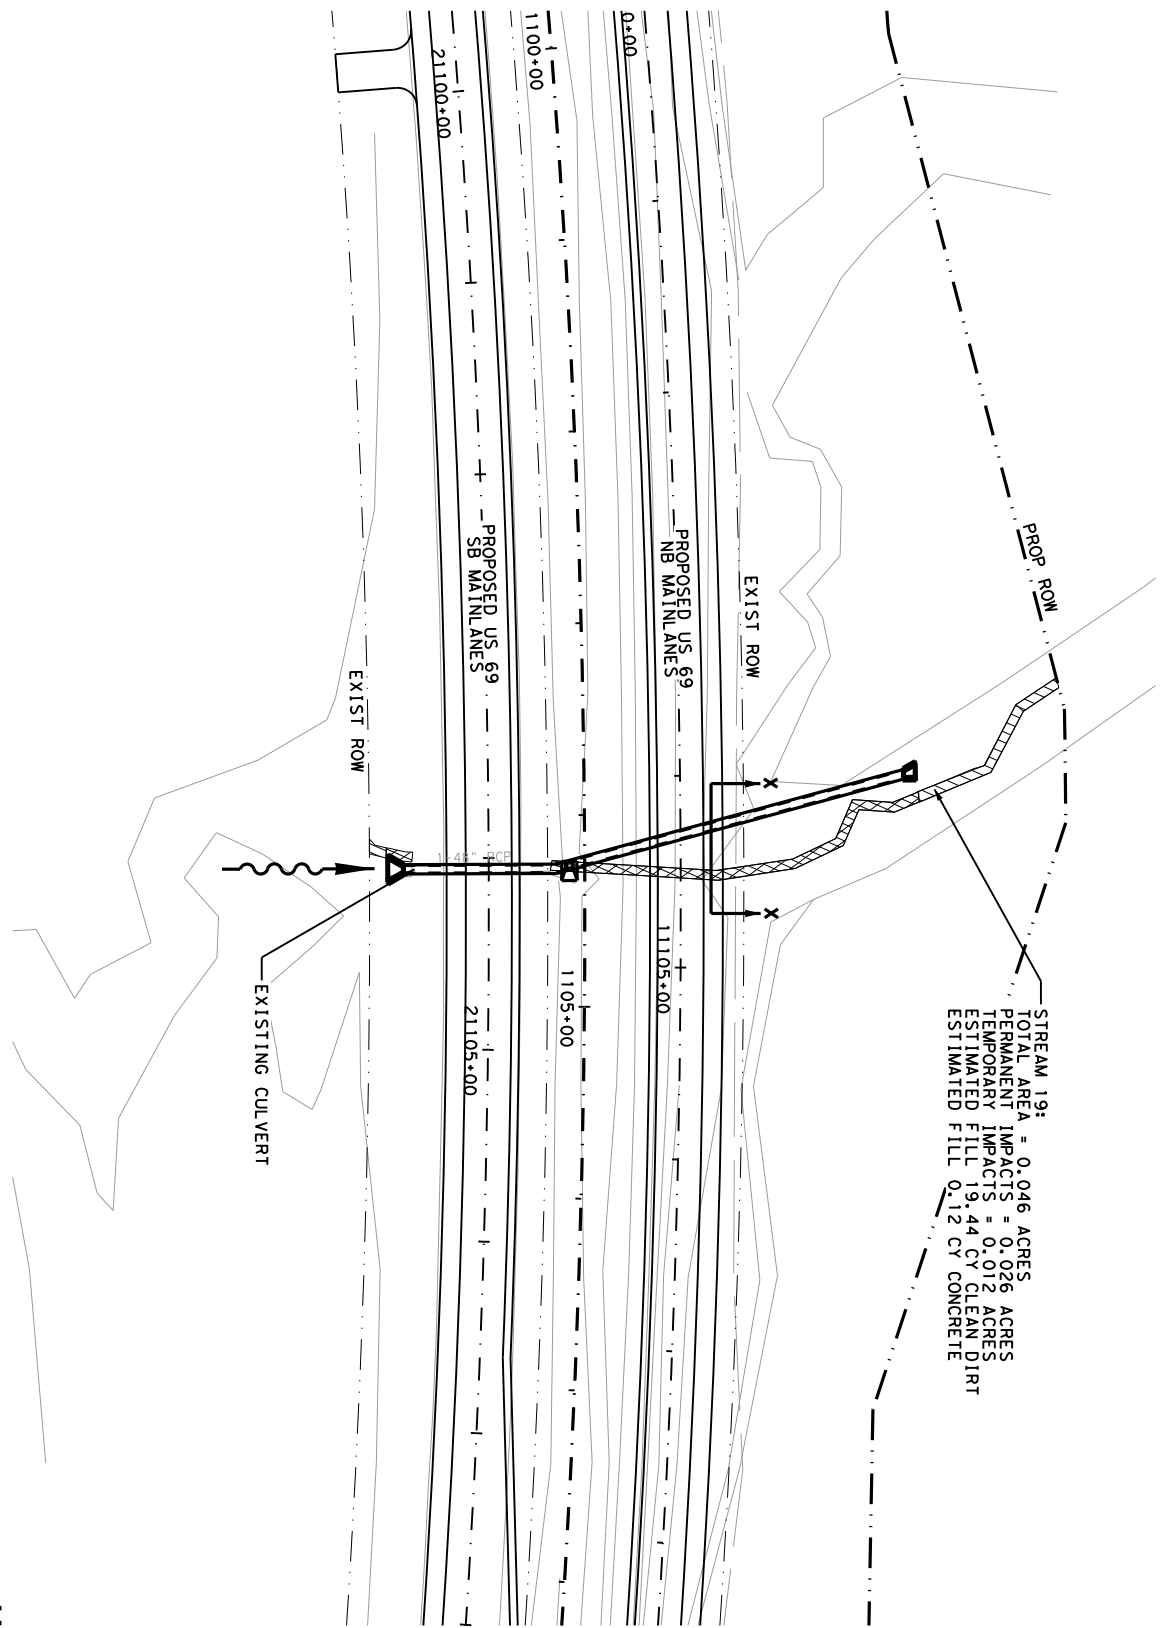 STREAM 19:
TOTAL AREA = 0.046 ACRES
PERMANENT IMPACTS = 0.026 ACRES
TEMPORARY IMPACTS = 0.012 ACRES
ESTIMATED FILL 19.44 CY CLEAN DIRT
ESTIMATED FILL 0.12 CY CONCRETE
PROP ROW
EXIST ROW
PROPOSED US 69
NB MAINLANES
0+00
11105+00
1100+00
1105+00
PROPOSED US 69
SB MAINLANES
21100+00
21105+00
EXIST ROW
EXISTING CULVERT